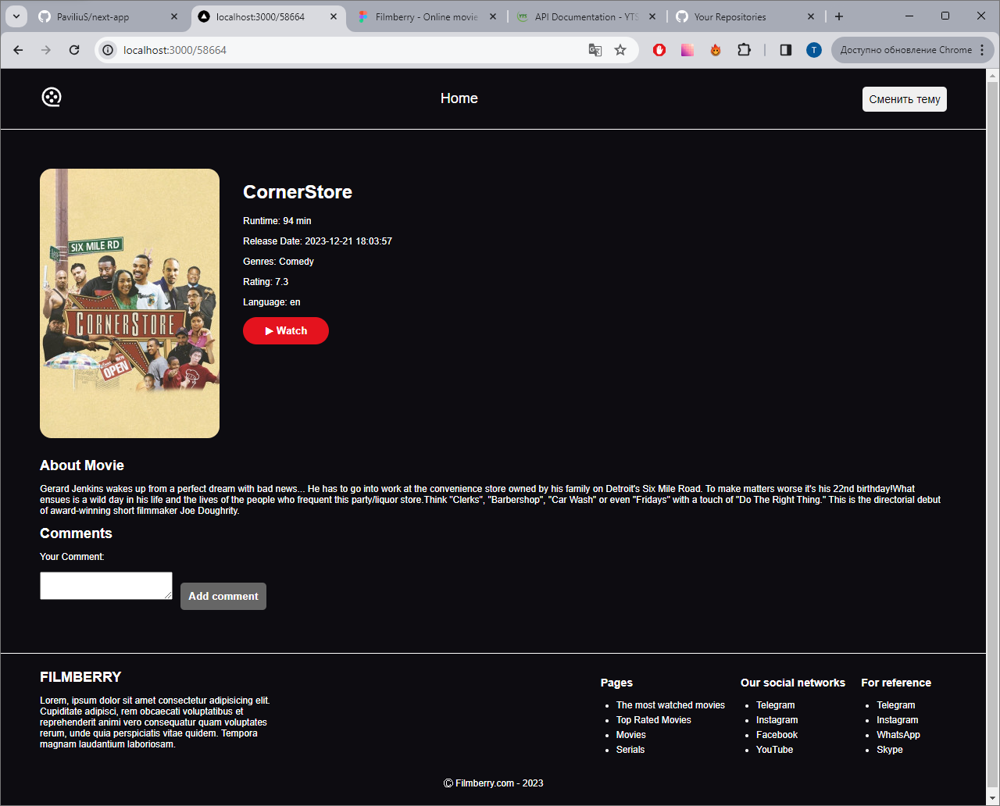 PaviliuS/next-app
localhost:3000/58664
Filmberry - Online movie
API Documentation - YTS
Your Repositories
localhost:3000/58664
T
Доступно обновление Chrome
Home
Сменить тему
SIX MILE RD
CORNERSTORE
OPEN
CornerStore
Runtime: 94 min
Release Date: 2023-12-21 18:03:57
Genres: Comedy
Rating: 7.3
Language: en
Watch
About Movie
Gerard Jenkins wakes up from a perfect dream with bad news... He has to go into work at the convenience store owned by his family on Detroit's Six Mile Road. To make matters worse it's his 22nd birthday!What
ensues is a wild day in his life and the lives of the people who frequent this party/liquor store.Think "Clerks", "Barbershop", "Car Wash" or even "Fridays" with a touch of "Do The Right Thing." This is the directorial debut
of award-winning short filmmaker Joe Doughrity.
Comments
Your Comment:
Add comment
FILMBERRY
Lorem, ipsum dolor sit amet consectetur adipisicing elit.
Cupiditate adipisci, rem obcaecati voluptatibus et
reprehenderit animi vero consequatur quam voluptates
rerum, unde quia perspiciatis vitae quidem. Tempora
magnam laudantium laboriosam.
Pages
The most watched movies
Top Rated Movies
Movies
Serials
Our social networks
Telegram
Instagram
Facebook
YouTube
For reference
Telegram
Instagram
WhatsApp
Skype
© Filmberry.com - 2023